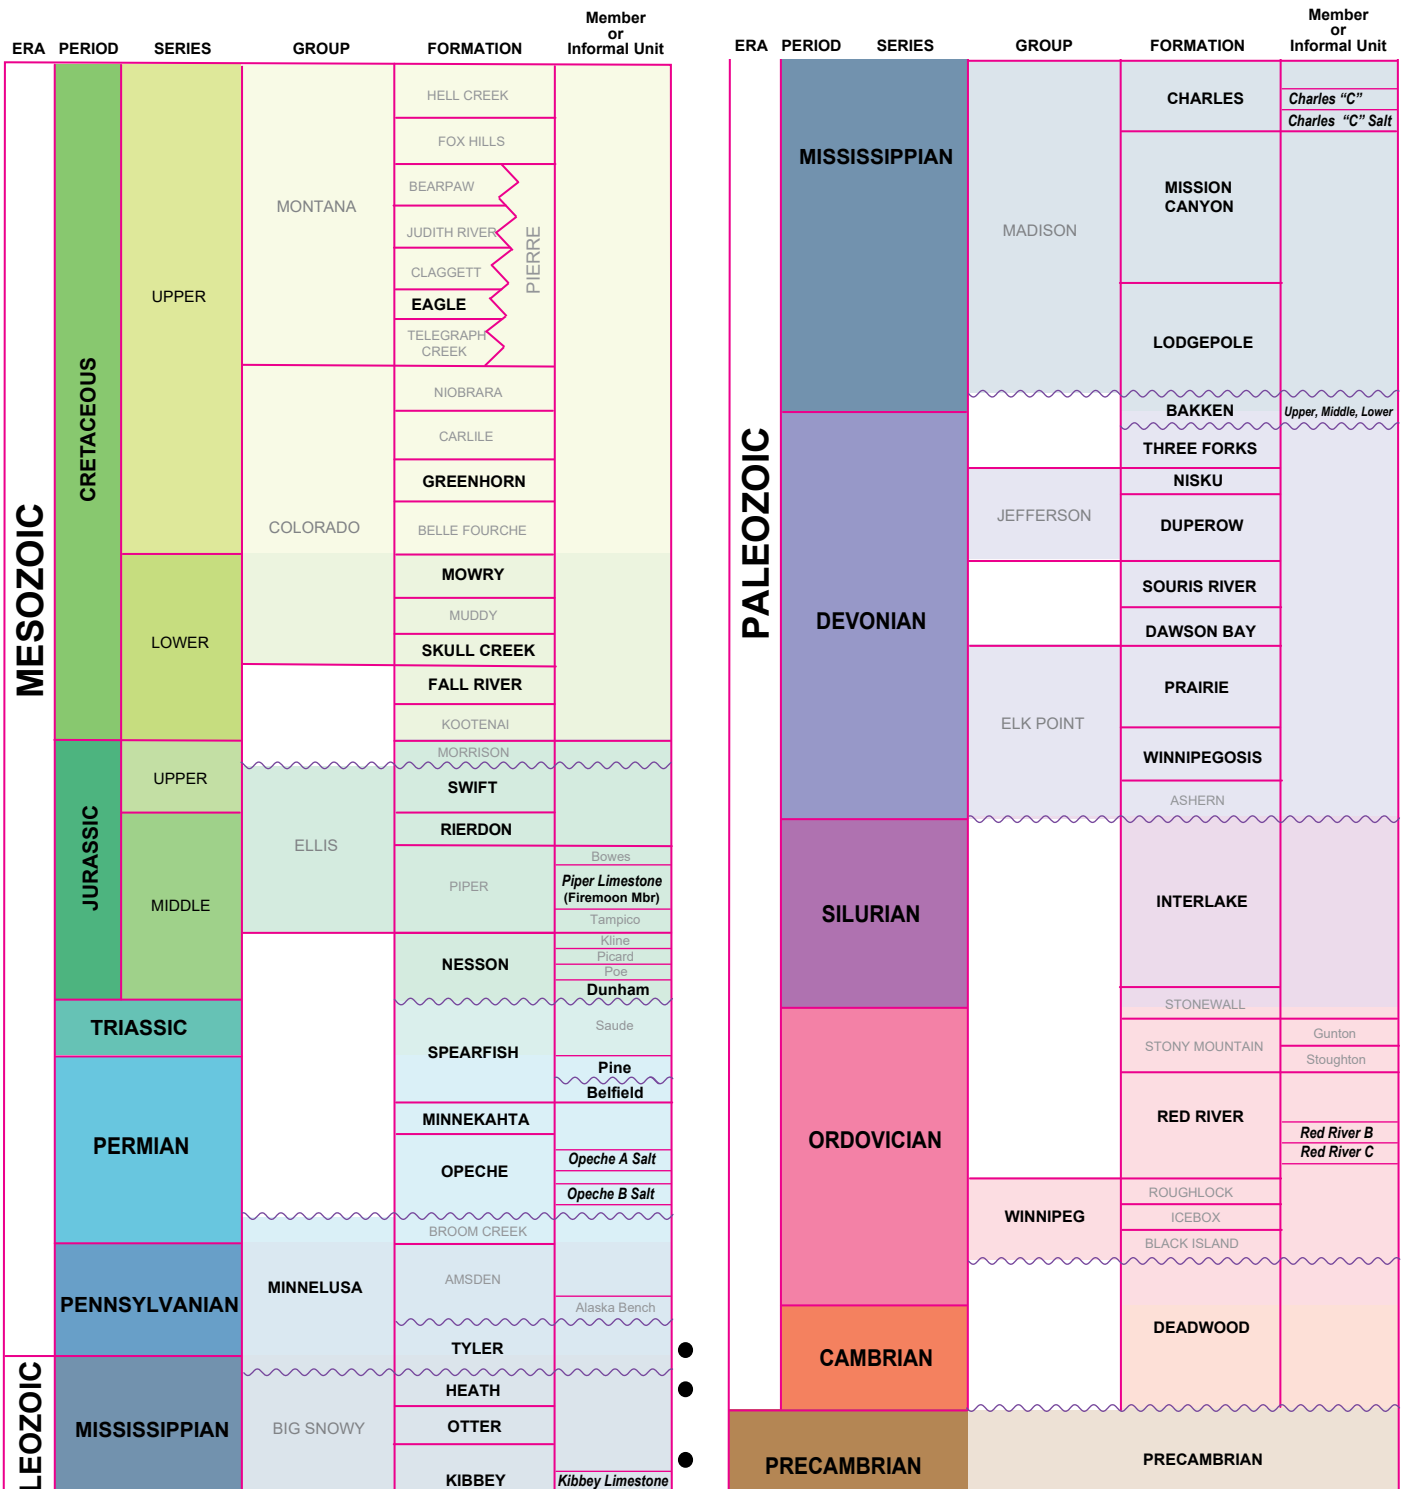 Member
or
ERA PERIOD SERIES GROUP FORMATION Informal Unit
MESOZOIC
CRETACEOUS
UPPER
MONTANA
HELL CREEK
FOX HILLS
BEARPAW
JUDITH RIVER
CLAGGETT
EAGLE
TELEGRAPH
CREEK
PIERRE
COLORADO
NIOBRARA
CARLILE
GREENHORN
BELLE FOURCHE
LOWER
MOWRY
MUDDY
SKULL CREEK
FALL RIVER
KOOTENAI
JURASSIC
UPPER
MORRISON
ELLIS
SWIFT
MIDDLE
RIERDON
PIPER
Bowes
Piper Limestone
(Firemoon Mbr)
Tampico
NESSON
Kline
Picard
Poe
Dunham
TRIASSIC
SPEARFISH
Saude
PERMIAN
Pine
Belfield
MINNEKAHTA
OPECHE
Opeche A Salt
Opeche B Salt
BROOM CREEK
PENNSYLVANIAN
MINNELUSA
AMSDEN
Alaska Bench
TYLER
LEOZOIC
MISSISSIPPIAN
BIG SNOWY
HEATH
OTTER
KIBBEY
Kibbey Limestone
Member
or
ERA PERIOD SERIES GROUP FORMATION Informal Unit
PALEOZOIC
MISSISSIPPIAN
MADISON
CHARLES
Charles “C”
Charles “C” Salt
MISSION
CANYON
LODGEPOLE
BAKKEN
Upper, Middle, Lower
DEVONIAN
THREE FORKS
JEFFERSON
NISKU
DUPEROW
SOURIS RIVER
DAWSON BAY
ELK POINT
PRAIRIE
WINNIPEGOSIS
ASHERN
SILURIAN
INTERLAKE
STONEWALL
ORDOVICIAN
STONY MOUNTAIN
Gunton
Stoughton
RED RIVER
Red River B
Red River C
WINNIPEG
ROUGHLOCK
ICEBOX
BLACK ISLAND
CAMBRIAN
DEADWOOD
PRECAMBRIAN
PRECAMBRIAN